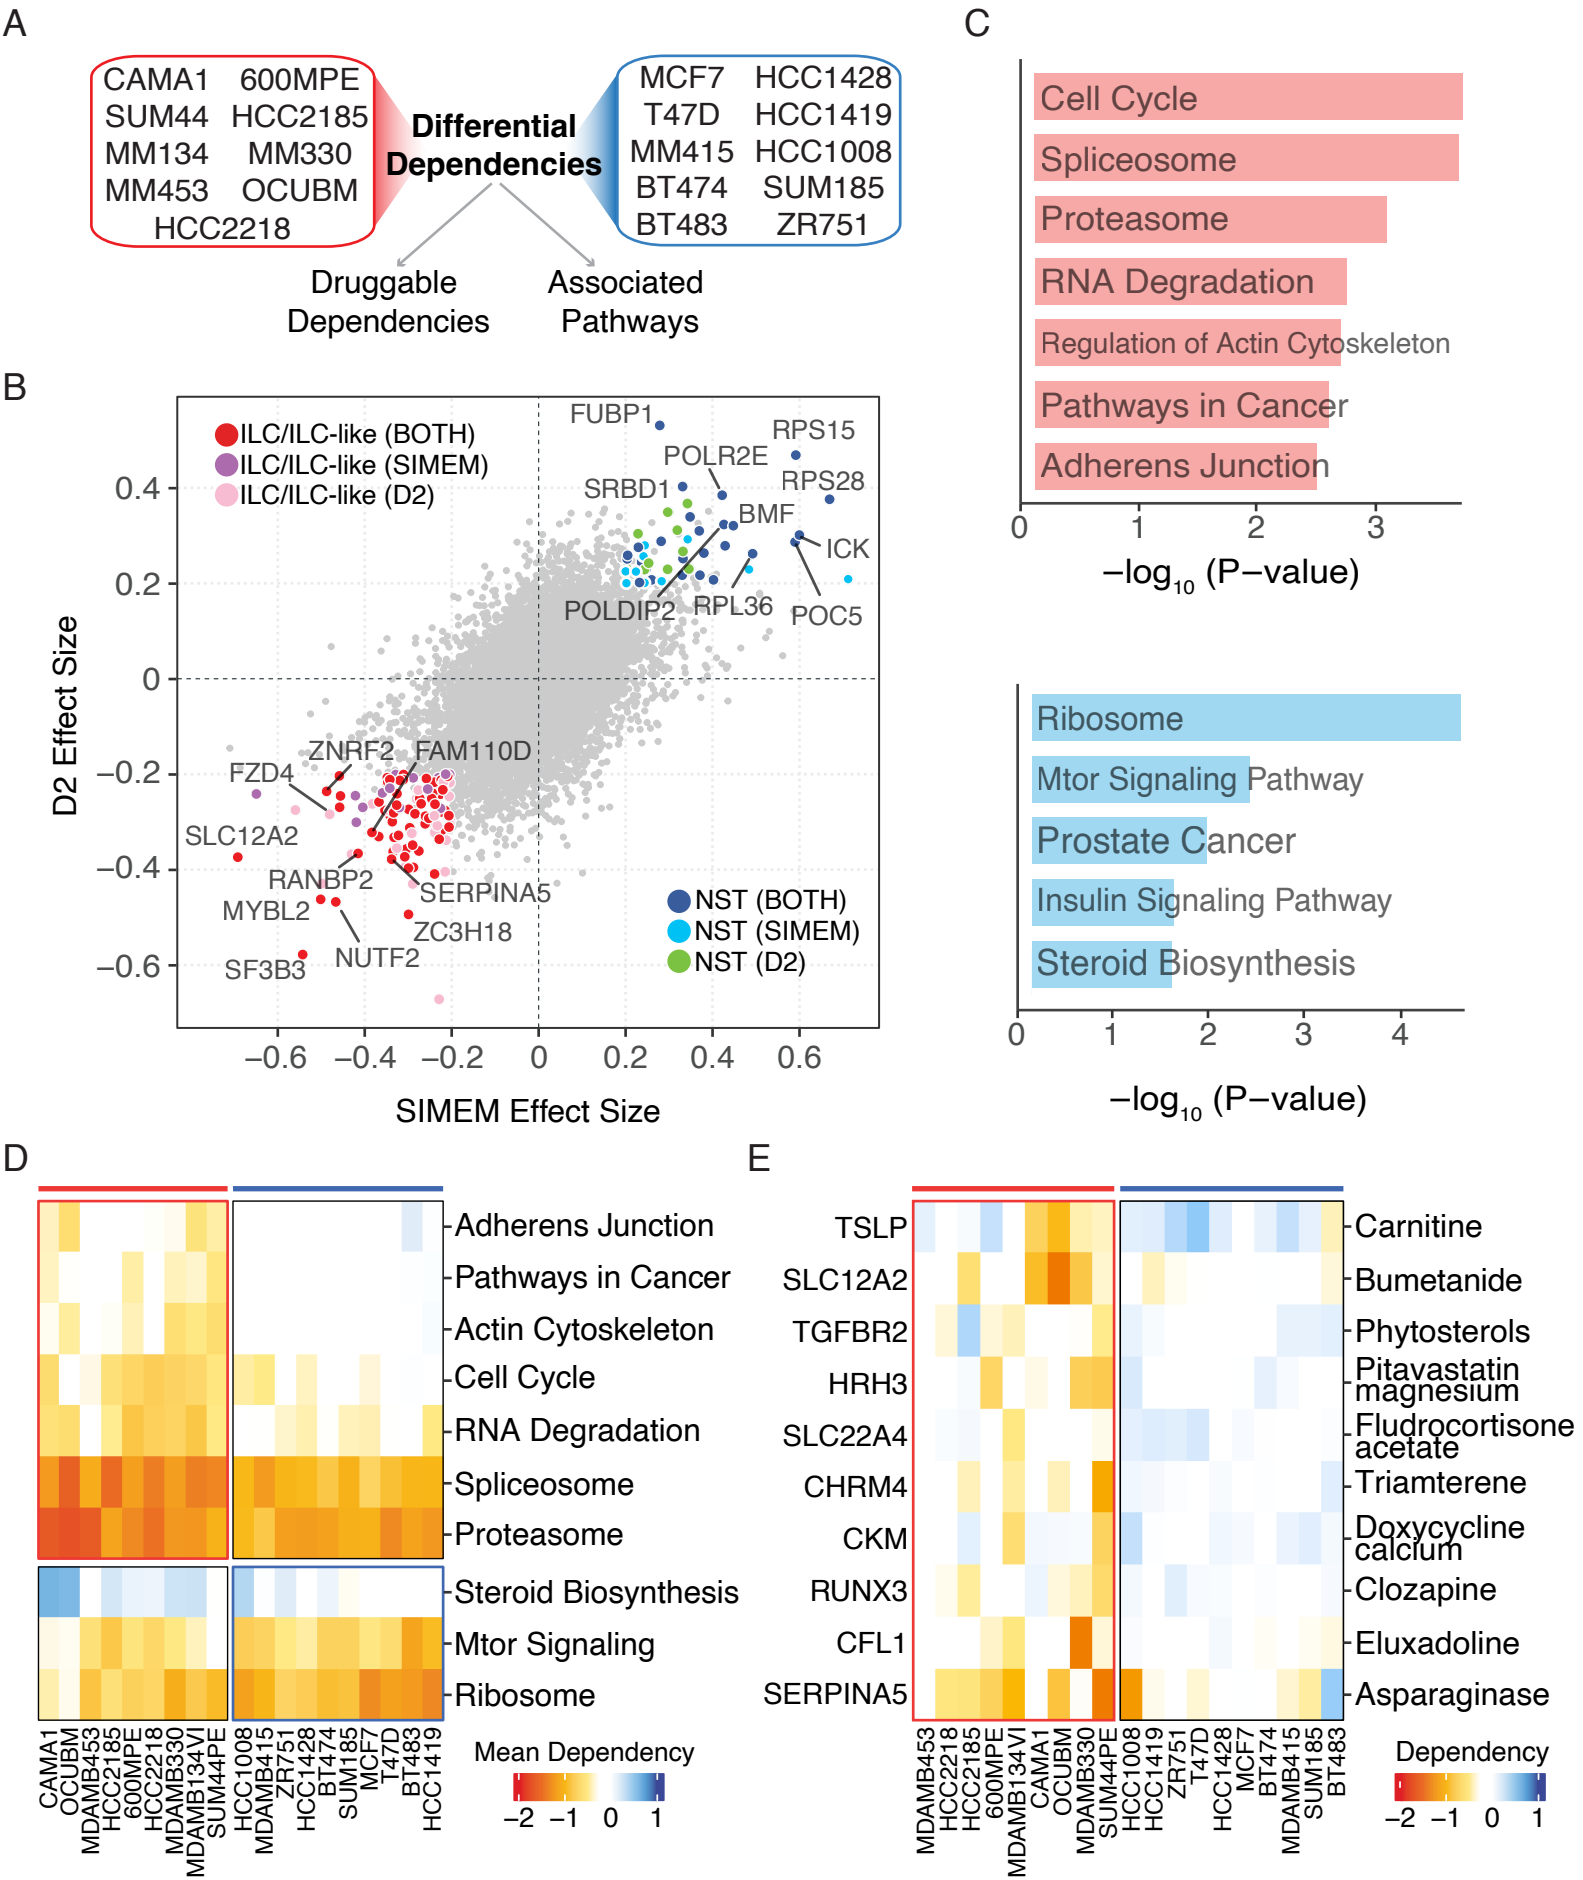 A
CAMA1 600MPE
SUM44 HCC2185
MM134 MM330
MM453 OCUBM
HCC2218
Differential
Dependencies
MCF7 HCC1428
T47D HCC1419
MM415 HCC1008
BT474 SUM185
BT483 ZR751
Druggable
Dependencies
Associated
Pathways
B
ILC/ILC-like (BOTH)
ILC/ILC-like (SIMEM)
ILC/ILC-like (D2)
FUBP1
RPS15
POLR2E
RPS28
SRBD1
BMF
ICK
POLDIP2
RPL36
POC5
ZNRF2
FAM110D
FZD4
SLC12A2
RANBP2
SERPINA5
MYBL2
ZC3H18
NUTF2
SF3B3
NST (BOTH)
NST (SIMEM)
NST (D2)
0.4
0.2
0
−0.2
−0.4
−0.6
D2 Effect Size
−0.6 −0.4 −0.2 0 0.2 0.4 0.6
SIMEM Effect Size
C
Cell Cycle
Spliceosome
Proteasome
RNA Degradation
Regulation of Actin Cytoskeleton
Pathways in Cancer
Adherens Junction
0 1 2 3
−log10 (P−value)
Ribosome
Mtor Signaling Pathway
Prostate Cancer
Insulin Signaling Pathway
Steroid Biosynthesis
0 1 2 3 4
−log10 (P−value)
D
Adherens Junction
Pathways in Cancer
Actin Cytoskeleton
Cell Cycle
RNA Degradation
Spliceosome
Proteasome
Steroid Biosynthesis
Mtor Signaling
Ribosome
CAMA1
OCUBM
MDAMB453
HCC2185
600MPE
HCC2218
MDAMB330
MDAMB134VI
SUM44PE
HCC1008
MDAMB415
ZR751
HCC1428
BT474
SUM185
MCF7
T47D
BT483
HCC1419
Mean Dependency
−2 −1 0 1
E
TSLP
SLC12A2
TGFBR2
HRH3
SLC22A4
CHRM4
CKM
RUNX3
CFL1
SERPINA5
Carnitine
Bumetanide
Phytosterols
Pitavastatin
magnesium
Fludrocortisone
acetate
Triamterene
Doxycycline
calcium
Clozapine
Eluxadoline
Asparaginase
MDAMB453
HCC2218
HCC2185
600MPE
MDAMB134VI
CAMA1
OCUBM
MDAMB330
SUM44PE
HCC1008
HCC1419
ZR751
T47D
HCC1428
MCF7
BT474
MDAMB415
SUM185
BT483
Dependency
−2 −1 0 1